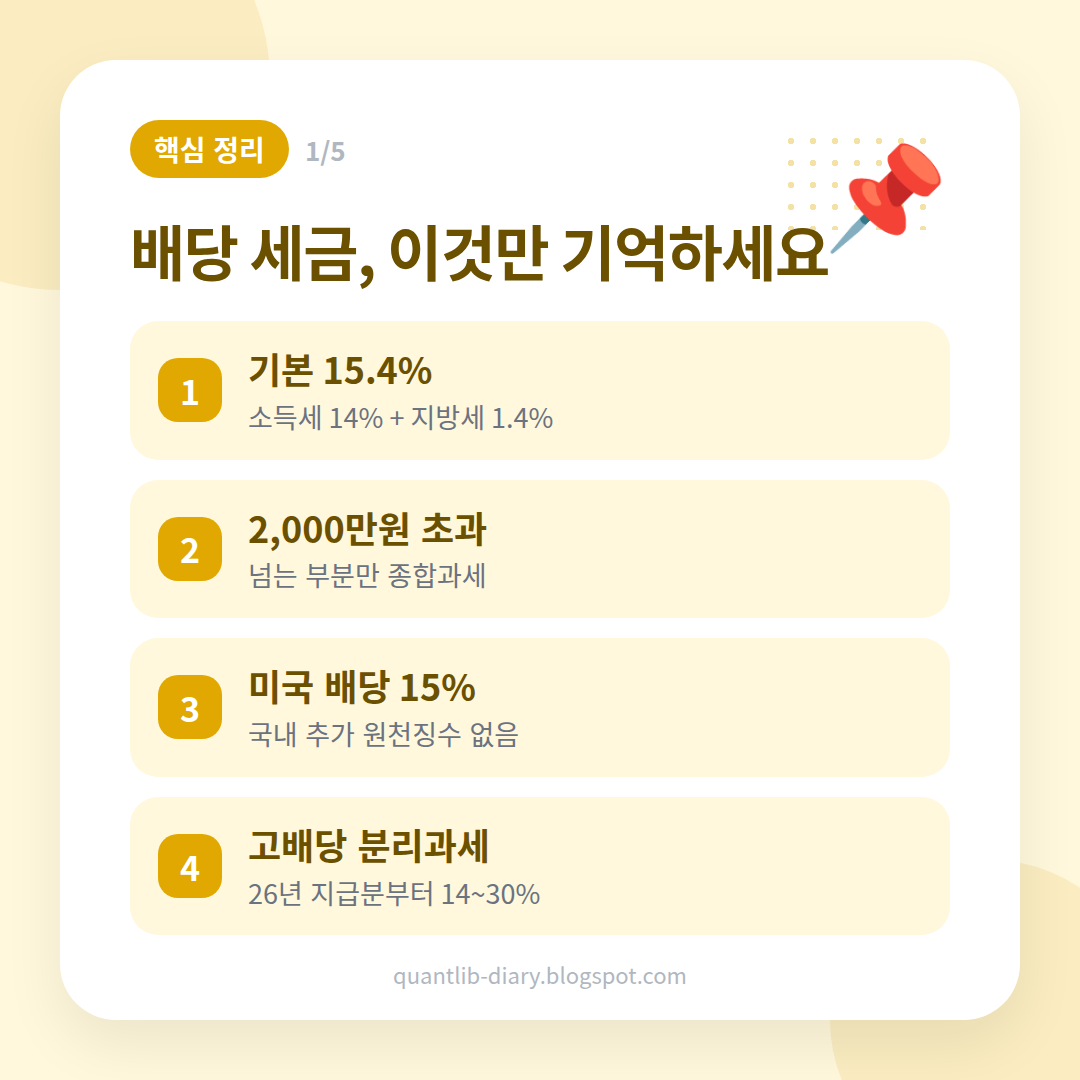 핵심 정리 1/5
배당 세금, 이것만 기억하세요
1
기본 15.4%
소득세 14% + 지방세 1.4%
2
2,000만원 초과
넘는 부분만 종합과세
3
미국 배당 15%
국내 추가 원천징수 없음
4
고배당 분리과세
26년 지급분부터 14~30%
quantlib-diary.blogspot.com